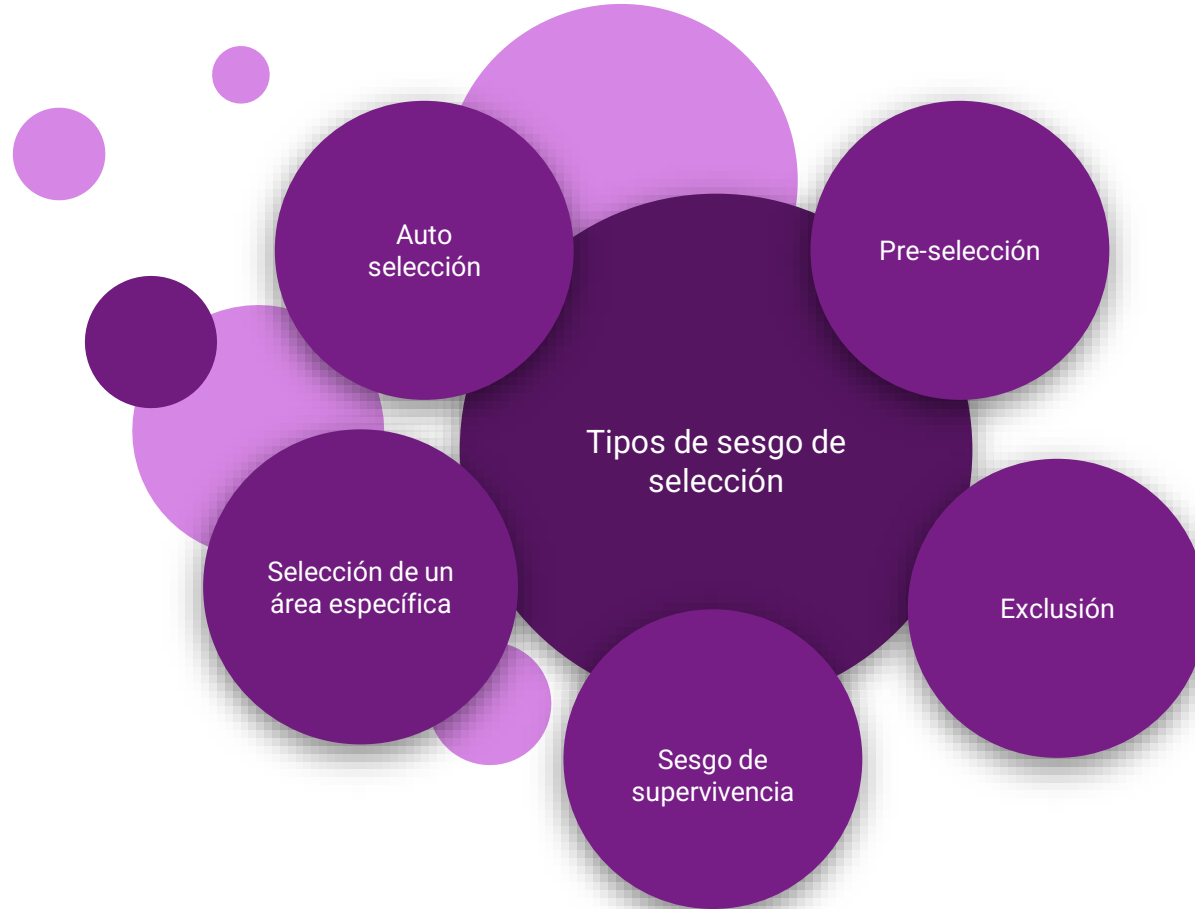 Auto
selección
Pre-selección
Tipos de sesgo de
selección
Selección de un
área específica
Exclusión
Sesgo de
supervivencia